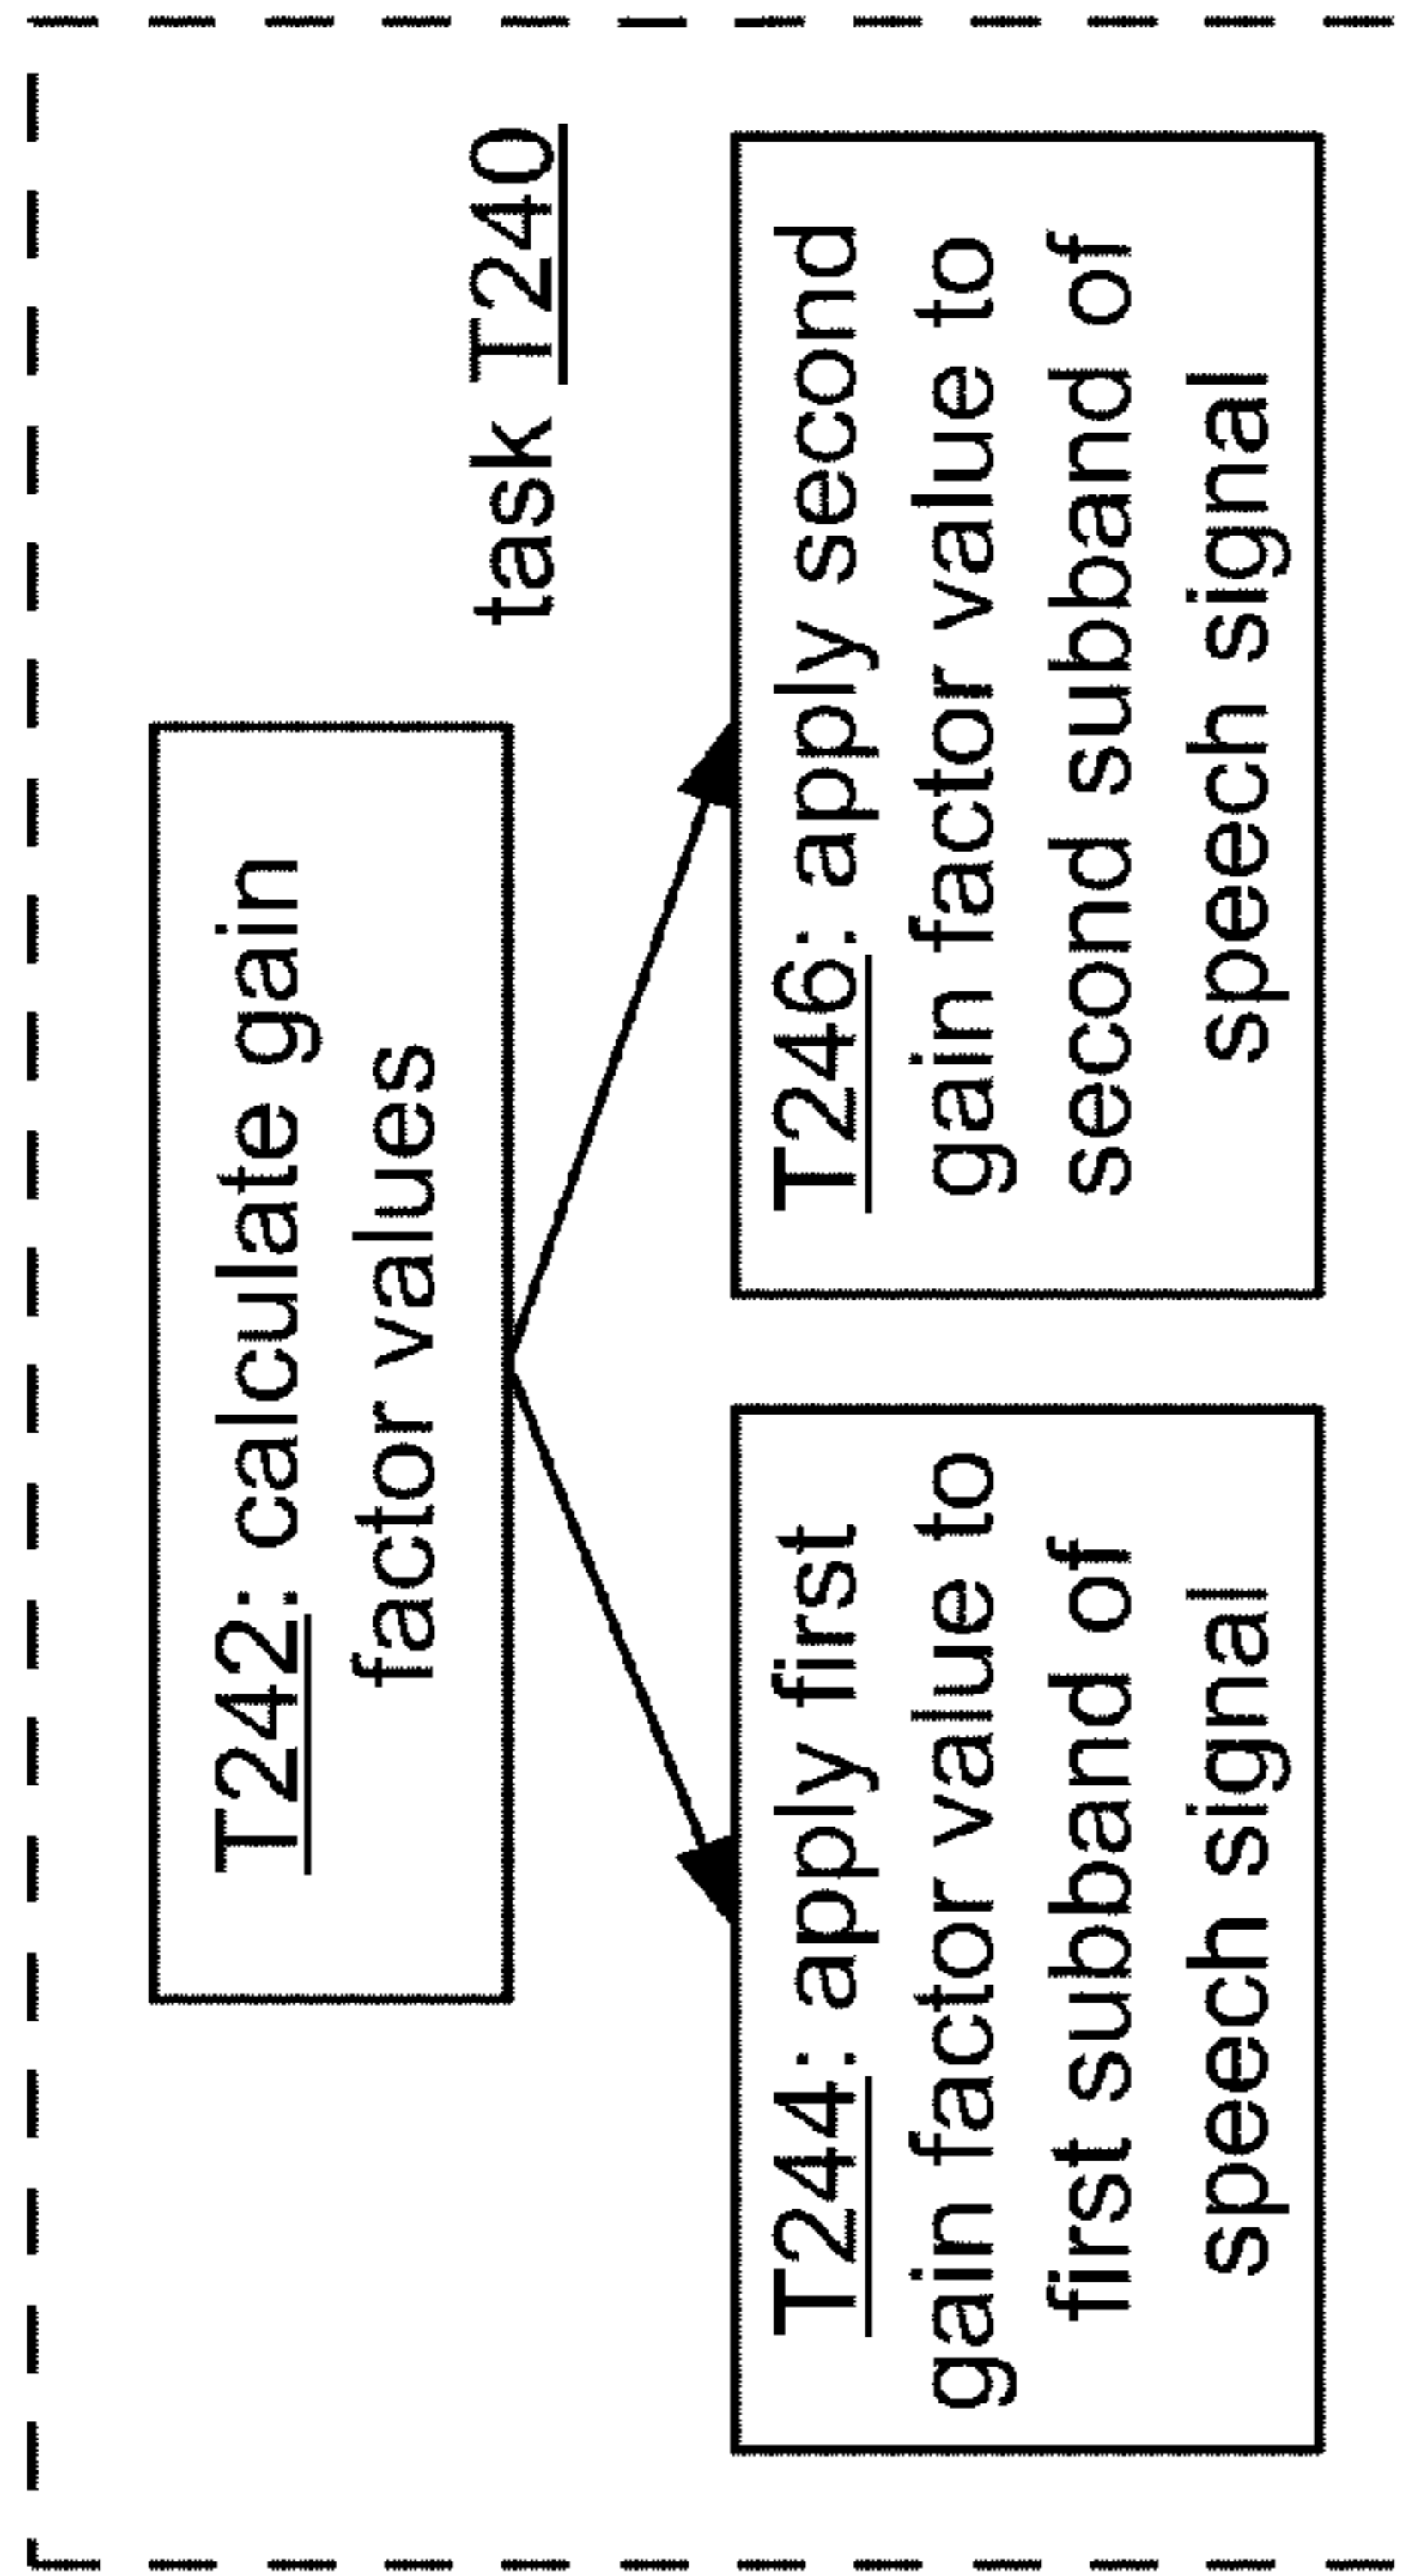 T242: calculate gain
factor values
task T240
T244: apply first
gain factor value to
first subband of
speech signal
T246: apply second
gain factor value to
second subband of
speech signal